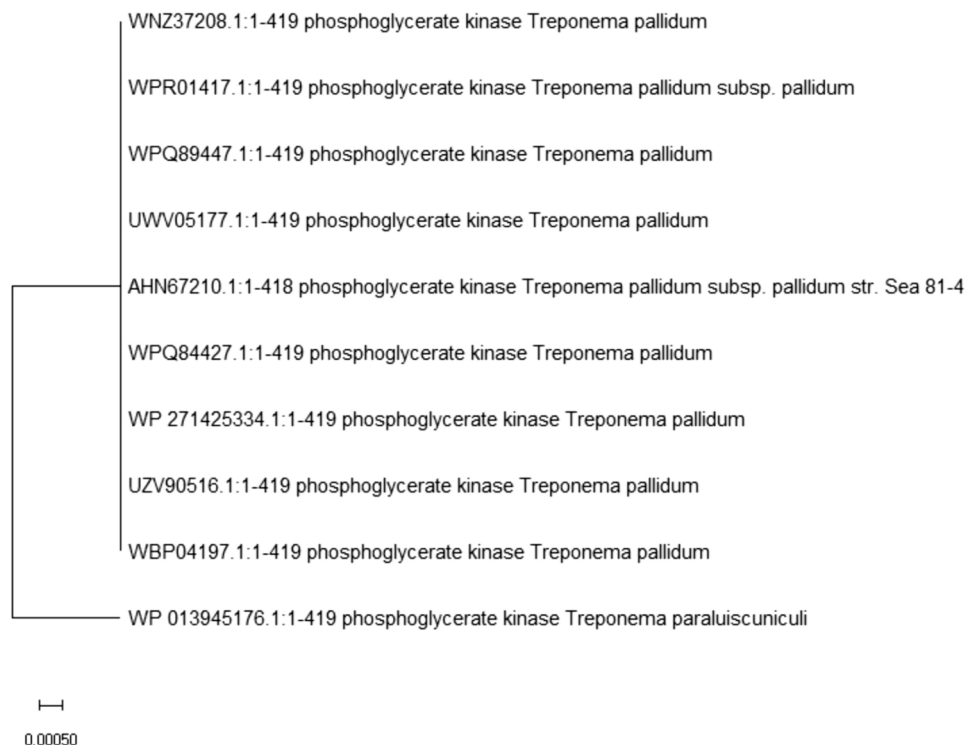 WNZ37208.1:1-419 phosphoglycerate kinase Treponema pallidum
WPR01417.1:1-419 phosphoglycerate kinase Treponema pallidum subsp. pallidum
WPQ89447.1:1-419 phosphoglycerate kinase Treponema pallidum
UWV05177.1:1-419 phosphoglycerate kinase Treponema pallidum
AHN67210.1:1-418 phosphoglycerate kinase Treponema pallidum subsp. pallidum str. Sea 81-4
WPQ84427.1:1-419 phosphoglycerate kinase Treponema pallidum
WP 271425334.1:1-419 phosphoglycerate kinase Treponema pallidum
UZV90516.1:1-419 phosphoglycerate kinase Treponema pallidum
WBP04197.1:1-419 phosphoglycerate kinase Treponema pallidum
WP 013945176.1:1-419 phosphoglycerate kinase Treponema paraluiscuniculi
0.00050